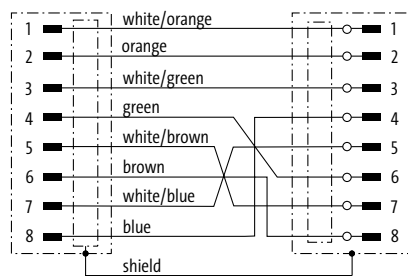 1 white/orange 1
2 orange 2
3 white/green 3
4 green 4
5 white/brown 5
6 brown 6
7 white/blue 7
8 blue 8
shield